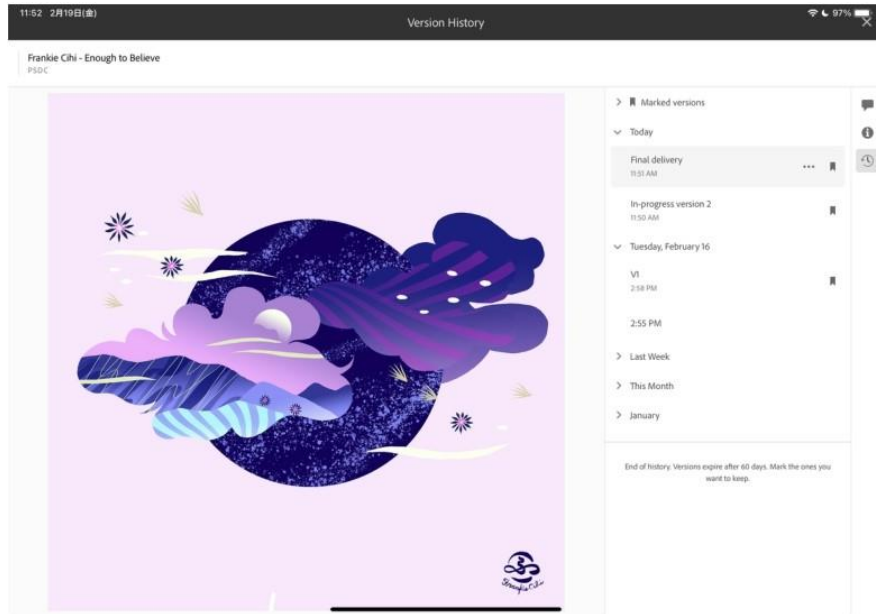 11:52 2月19日(金)
97%
Version History
Frankie Cihi - Enough to Believe
PSDC
Marked versions
Today
Final delivery
11:51 AM
In-progress version 2
11:50 AM
Tuesday, February 16
V1
2:58 PM
2:55 PM
Last Week
This Month
January
End of history. Versions expire after 60 days. Mark the ones you
want to keep.
Frankie Cihi